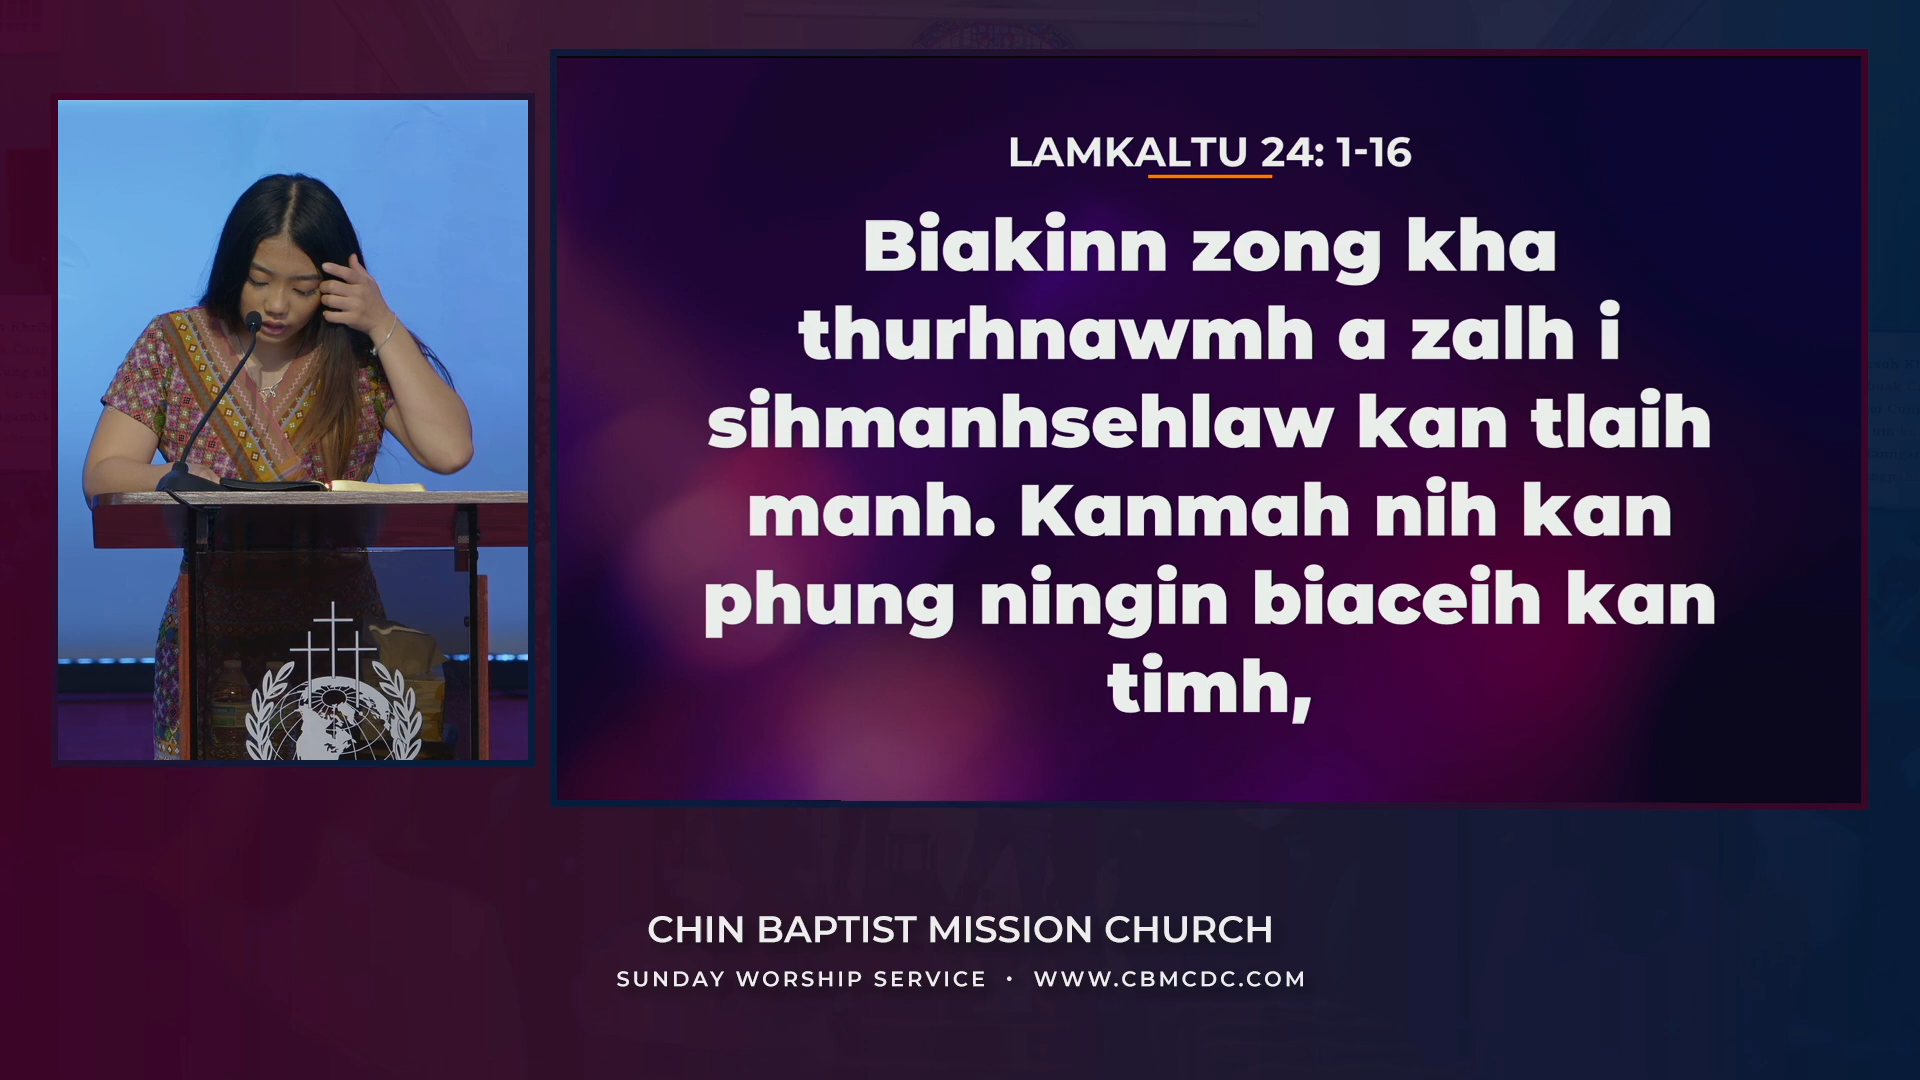 LAMKALTU 24: 1-16
Biakinn zong kha
thurhnawmh a zalh i
sihmanhsehlaw kan tlaih
manh. Kanmah nih kan
phung ningin biaceih kan
timh,
CHIN BAPTIST MISSION CHURCH
SUNDAY WORSHIP SERVICE • WWW.CBMCDC.COM